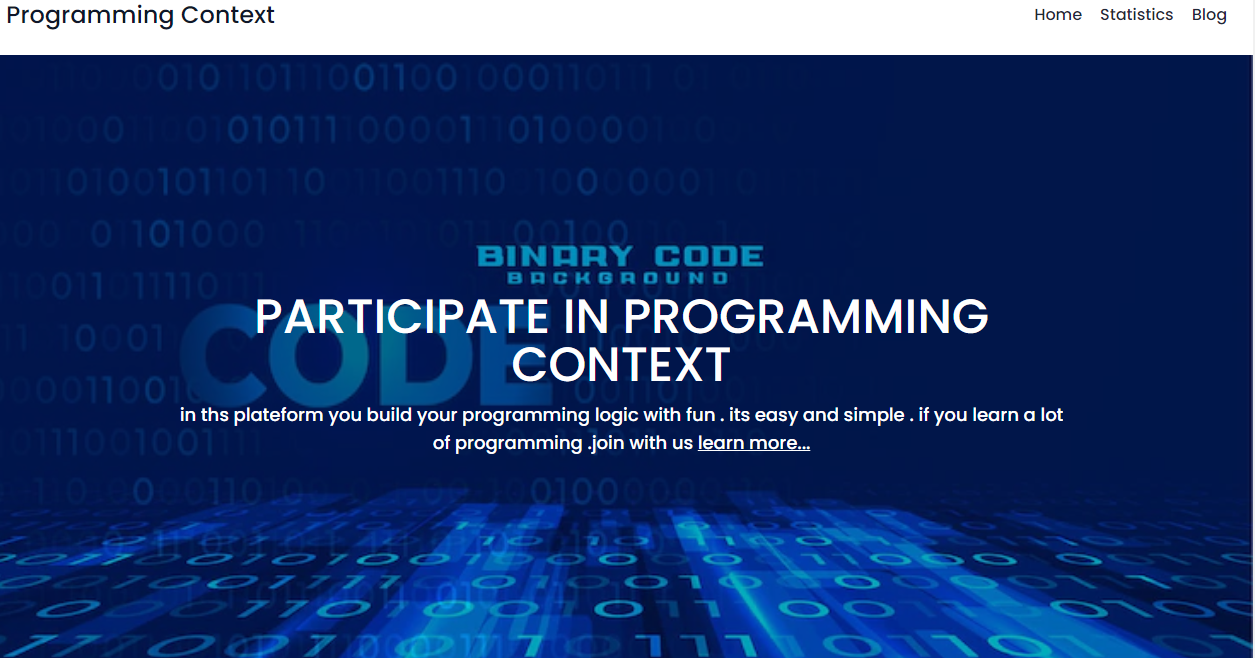 Programming Context
Home Statistics Blog
BINARY CODE
BACKGROUND
CODE
PARTICIPATE IN PROGRAMMING
CONTEXT
in ths plateform you build your programming logic with fun . its easy and simple . if you learn a lot
of programming .join with us learn more...